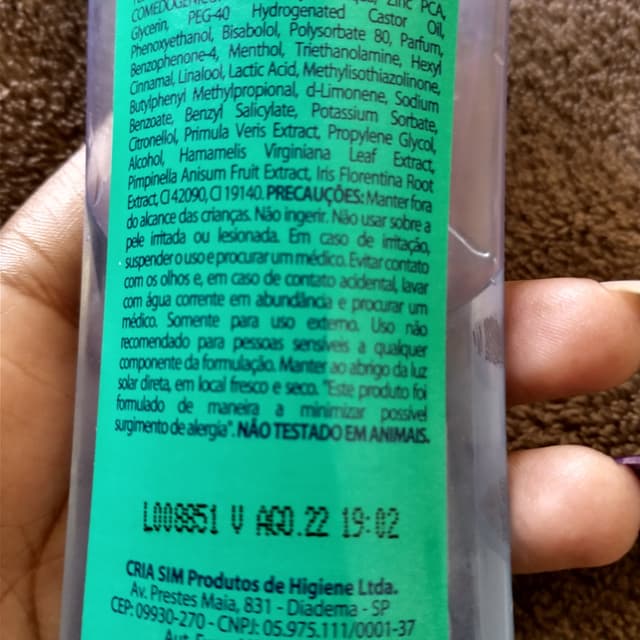 COMEDOGÊNICO Zinc PCA,
Glycerin, PEG-40 Hydrogenated Castor Oil,
Phenoxyethanol, Bisabolol, Polysorbate 80, Parfum,
Benzophenone-4, Menthol, Triethanolamine, Hexyl
Cinnamal, Linalool, Lactic Acid, Methylisothiazolinone,
Butylphenyl Methylpropional, d-Limonene, Sodium
Benzoate, Benzyl Salicylate, Potassium Sorbate,
Citronellol, Primula Veris Extract, Propylene Glycol,
Alcohol, Hamamelis Virginiana Leaf Extract,
Pimpinella Anisum Fruit Extract, Iris Florentina Root
Extract, CI 42090, CI 19140. PRECAUÇÕES: Manter fora
do alcance das crianças. Não ingerir. Não usar sobre a
pele irritada ou lesionada. Em caso de irritação,
suspender o uso e procurar um médico. Evitar contato
com os olhos e, em caso de contato acidental, lavar
com água corrente em abundância e procurar um
médico. Somente para uso externo. Uso não
recomendado para pessoas sensíveis a qualquer
componente da formulação. Manter ao abrigo da luz
solar direta, em local fresco e seco. "Este produto foi
formulado de maneira a minimizar possível
surgimento de alergia". NÃO TESTADO EM ANIMAIS.
L008851 V AGO.22 19:02
CRIA SIM Produtos de Higiene Ltda.
Av. Prestes Maia, 831 - Diadema - SP
CEP: 09930-270 - CNPJ: 05.975.111/0001-37